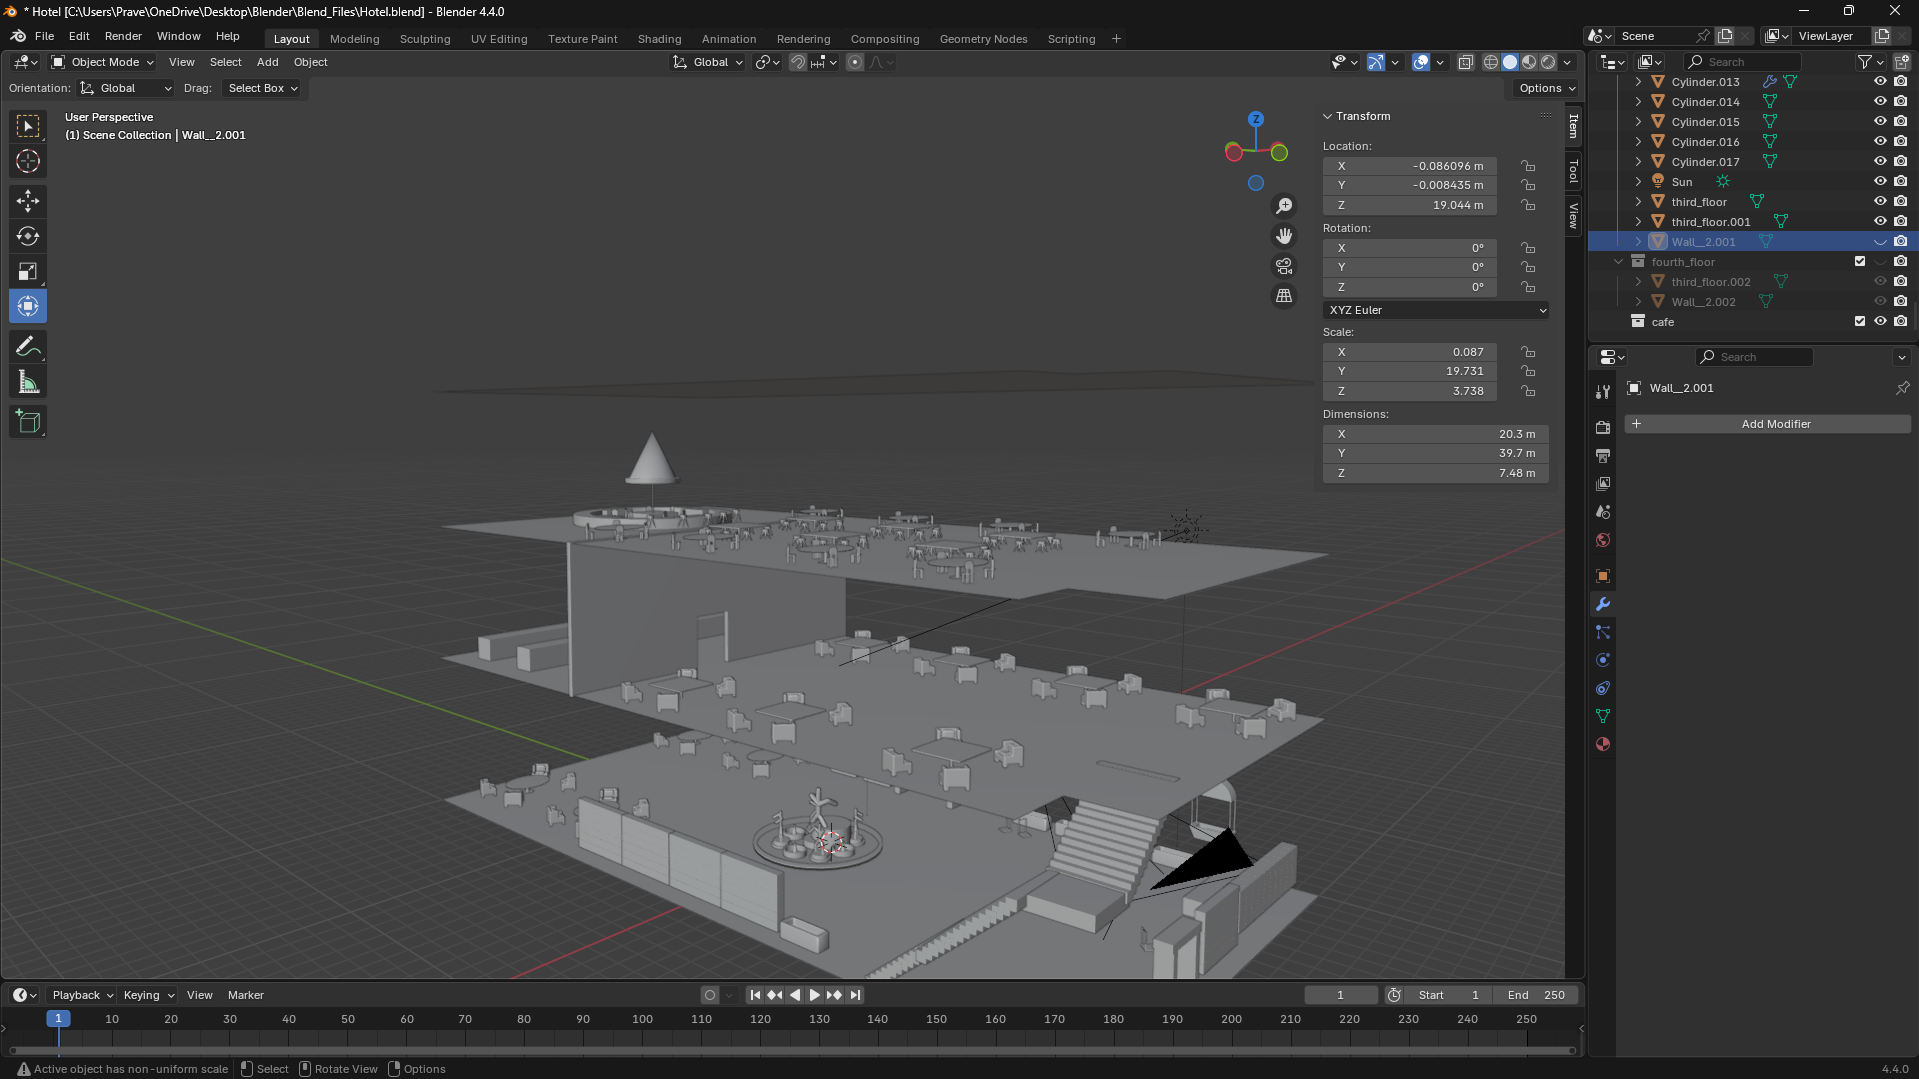 * Hotel [C:\Users\Prave\OneDrive\Desktop\Blender\Blend_Files\Hotel.blend] - Blender 4.4.0
File Edit Render Window Help Layout Modeling Sculpting UV Editing Texture Paint Shading Animation Rendering Compositing Geometry Nodes Scripting + Scene ViewLayer
Object Mode View Select Add Object Global Search
Orientation: Global Drag: Select Box Options
User Perspective
(1) Scene Collection | Wall__2.001
Z
Transform
Location:
X -0.086096 m
Y -0.008435 m
Z 19.044 m
Rotation:
X 0°
Y 0°
Z 0°
XYZ Euler
Scale:
X 0.087
Y 19.731
Z 3.738
Dimensions:
X 20.3 m
Y 39.7 m
Z 7.48 m
Item
Tool
View
Cylinder.013
Cylinder.014
Cylinder.015
Cylinder.016
Cylinder.017
Sun
third_floor
third_floor.001
Wall__2.001
fourth_floor
third_floor.002
Wall__2.002
cafe
Search
Wall__2.001
+ Add Modifier
Playback Keying View Marker 1 Start 1 End 250
1 10 20 30 40 50 60 70 80 90 100 110 120 130 140 150 160 170 180 190 200 210 220 230 240 250
Active object has non-uniform scale Select Rotate View Options 4.4.0